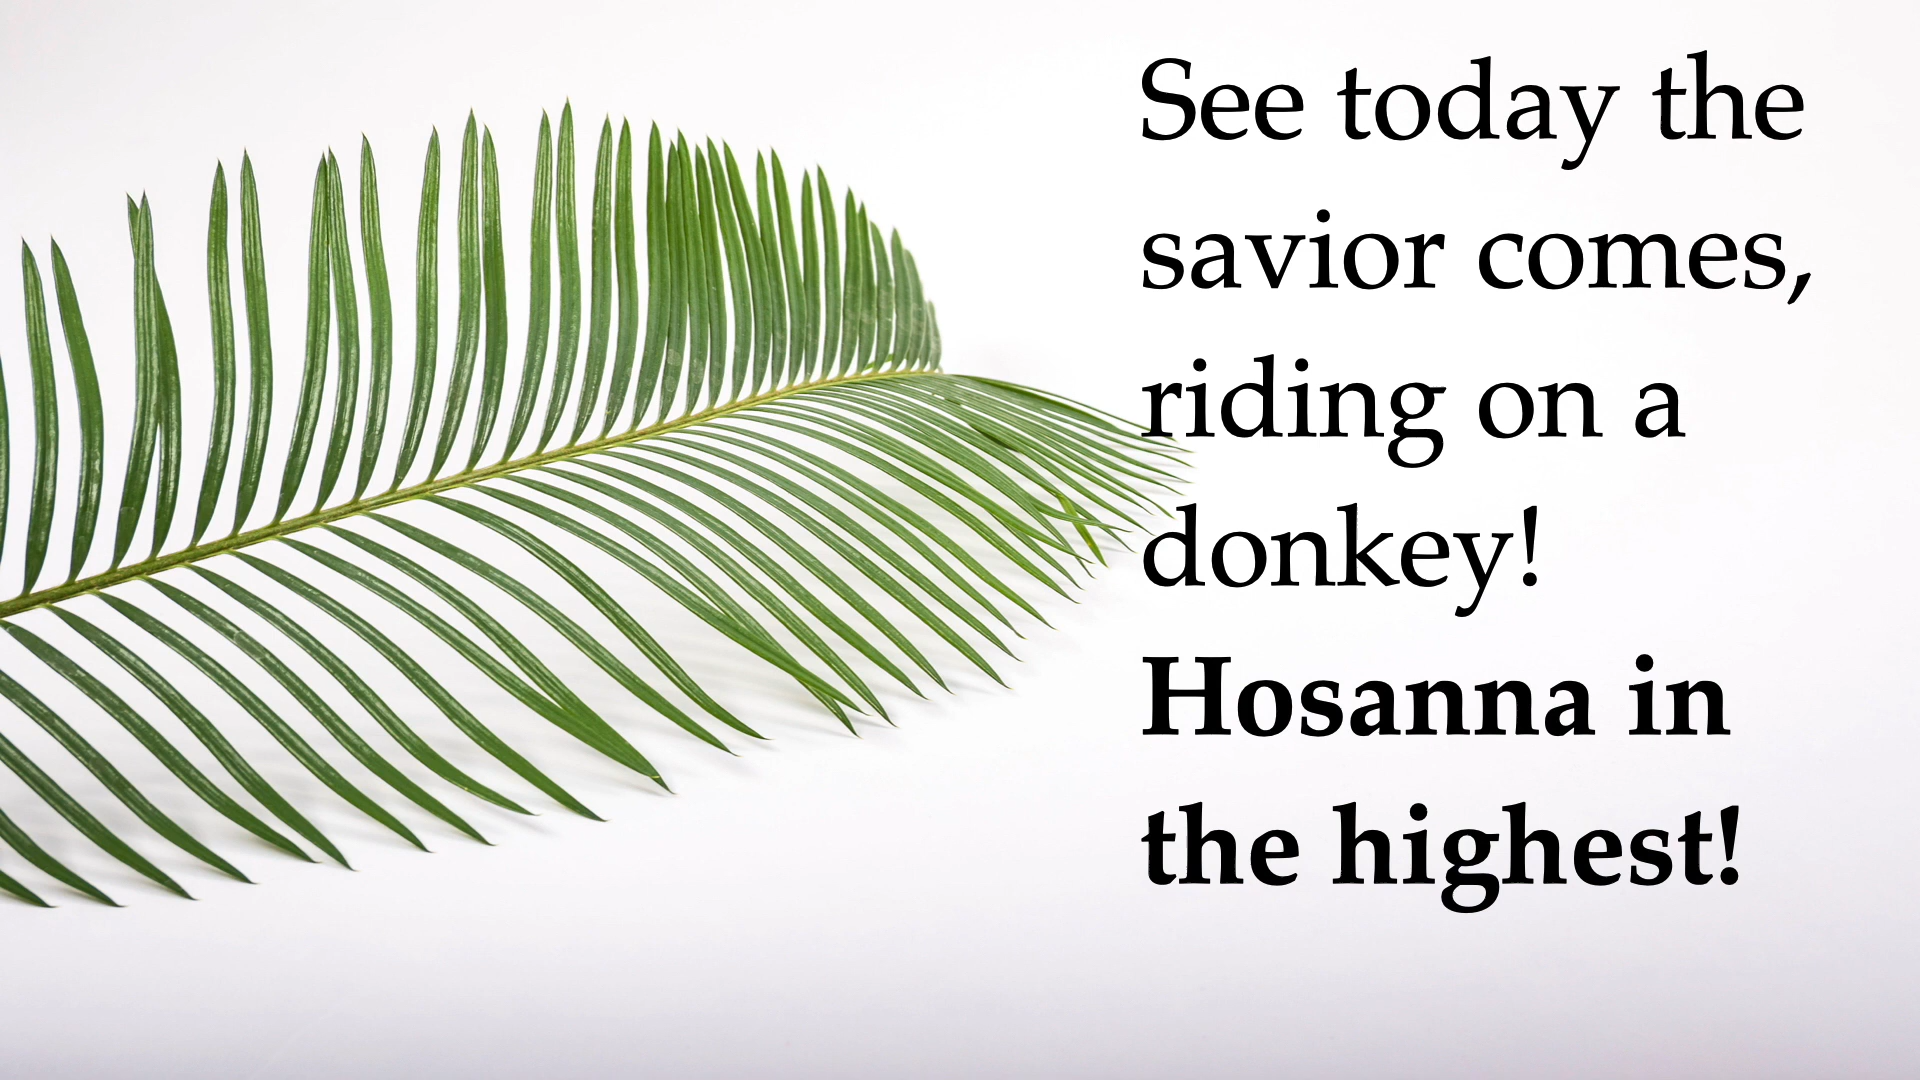 See today the
savior comes,
riding on a
donkey!
Hosanna in
the highest!